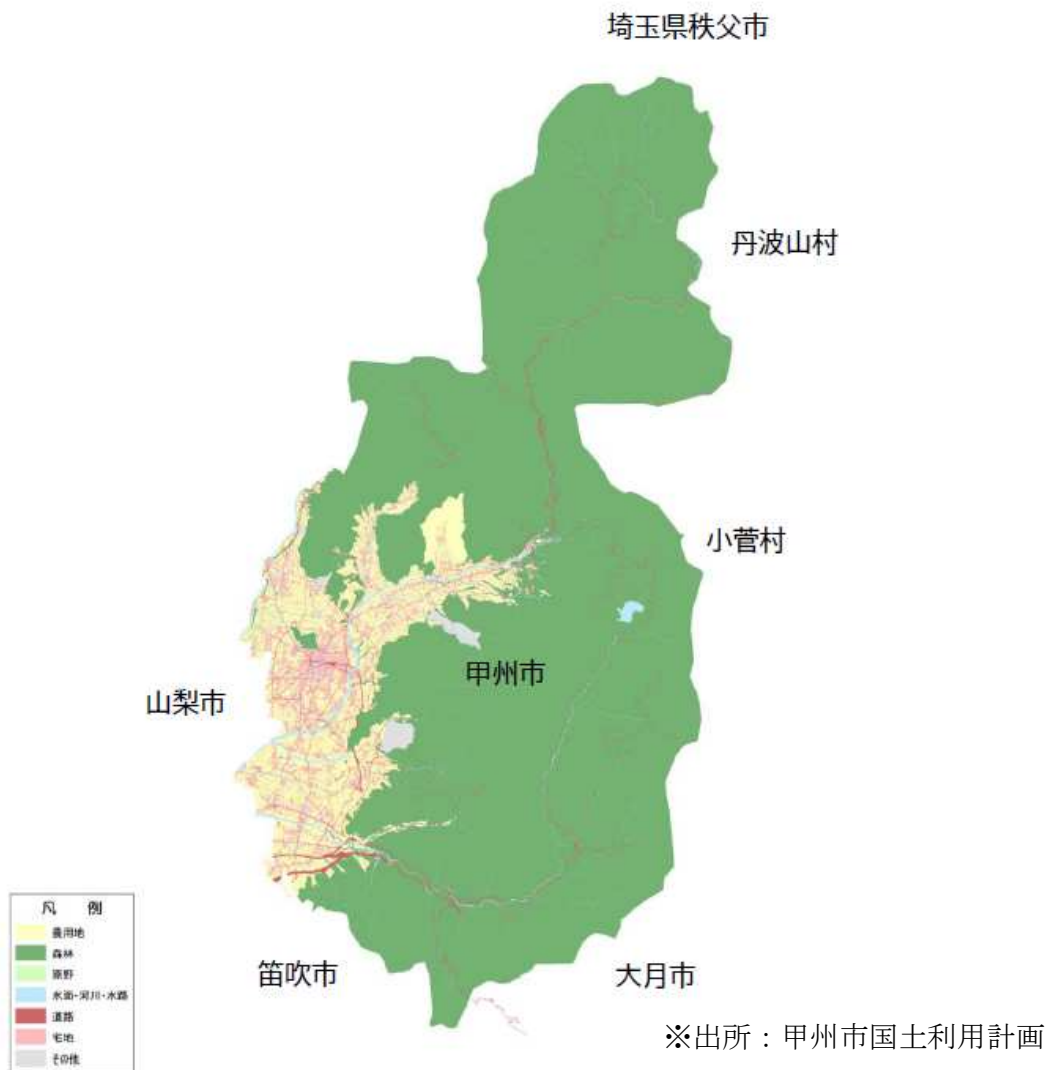 埼玉県秩父市
丹波山村
小菅村
甲州市
山梨市
笛吹市
大月市
凡 例
農用地
森林
原野
水面・河川・水路
道路
宅地
その他
※出所：甲州市国土利用計画